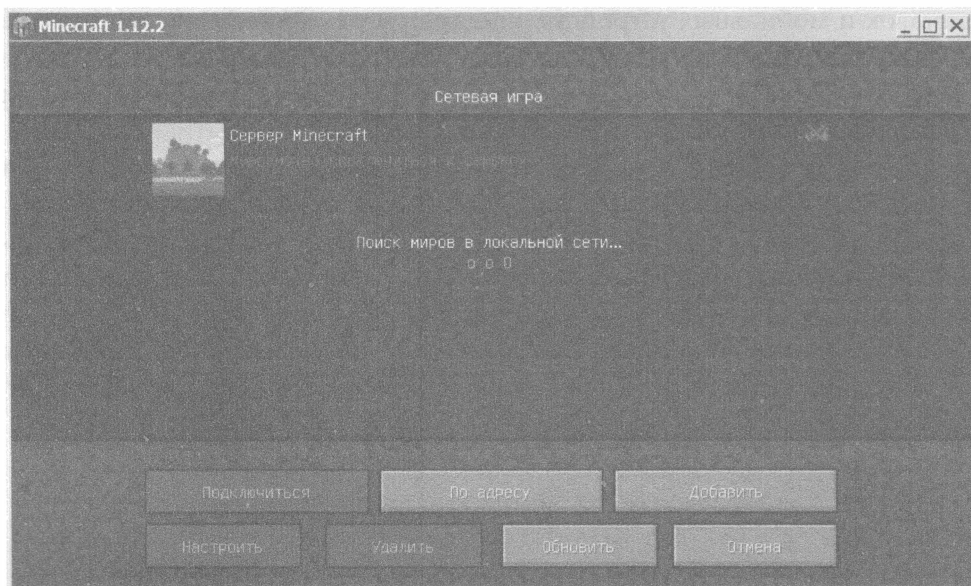 Minecraft 1.12.2
Сетевая игра
Сервер Minecraft
Поиск миров в локальной сети...
o o O
Подключиться
По адресу
Добавить
Настроить
Удалить
Обновить
Отмена